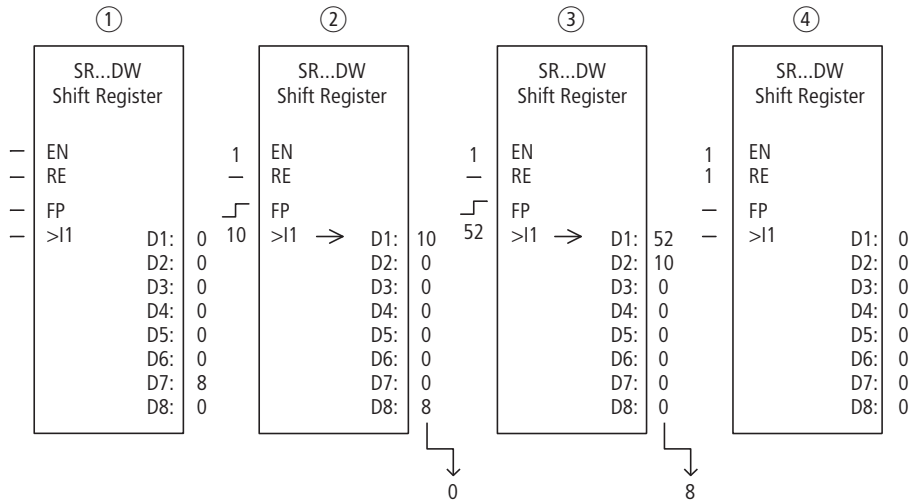 ① ② ③ ④
SR...DW SR...DW SR...DW SR...DW
Shift Register Shift Register Shift Register Shift Register
– EN 1 EN 1 EN 1 EN
– RE – RE – RE 1 RE
– FP FP FP – FP
– >I1 D1: 0 10 >I1 → D1: 10 52 >I1 → D1: 52 – >I1 D1: 0
D2: 0 D2: 0 D2: 10 D2: 0
D3: 0 D3: 0 D3: 0 D3: 0
D4: 0 D4: 0 D4: 0 D4: 0
D5: 0 D5: 0 D5: 0 D5: 0
D6: 0 D6: 0 D6: 0 D6: 0
D7: 8 D7: 0 D7: 0 D7: 0
D8: 0 D8: 8 D8: 0 D8: 0
0 8